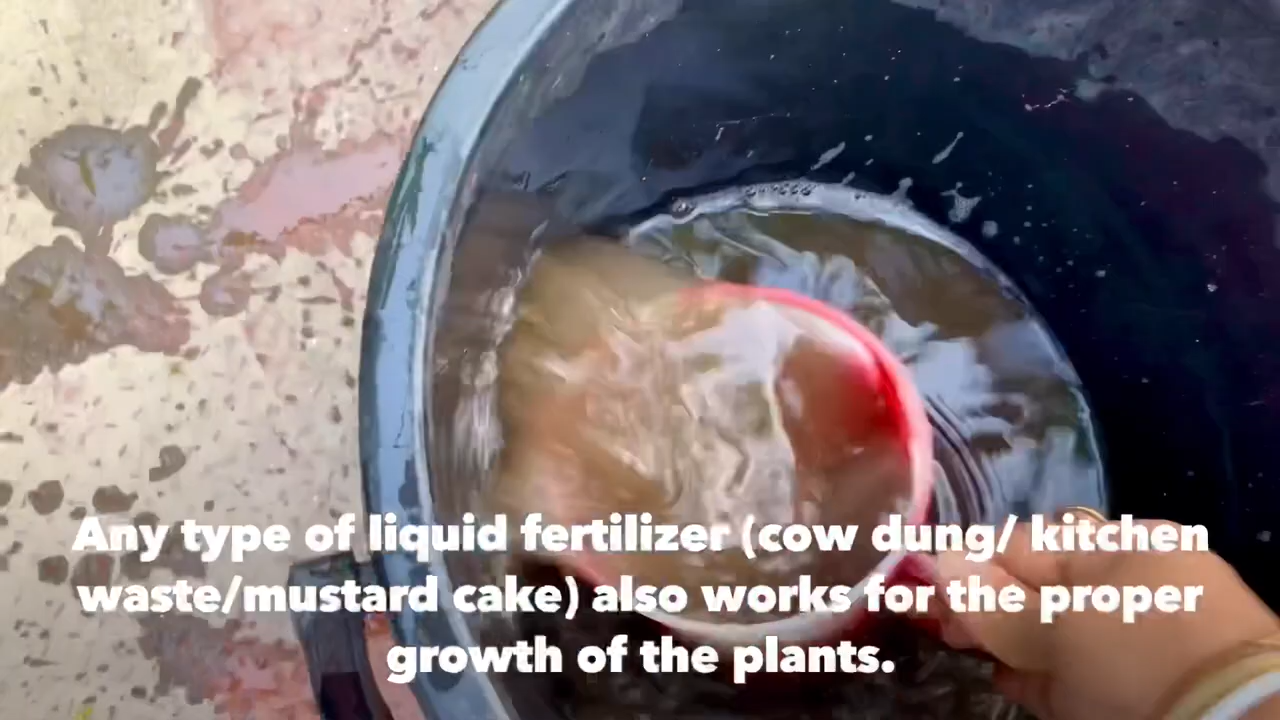 Any type of liquid fertilizer (cow dung/ kitchen
waste/mustard cake) also works for the proper
growth of the plants.